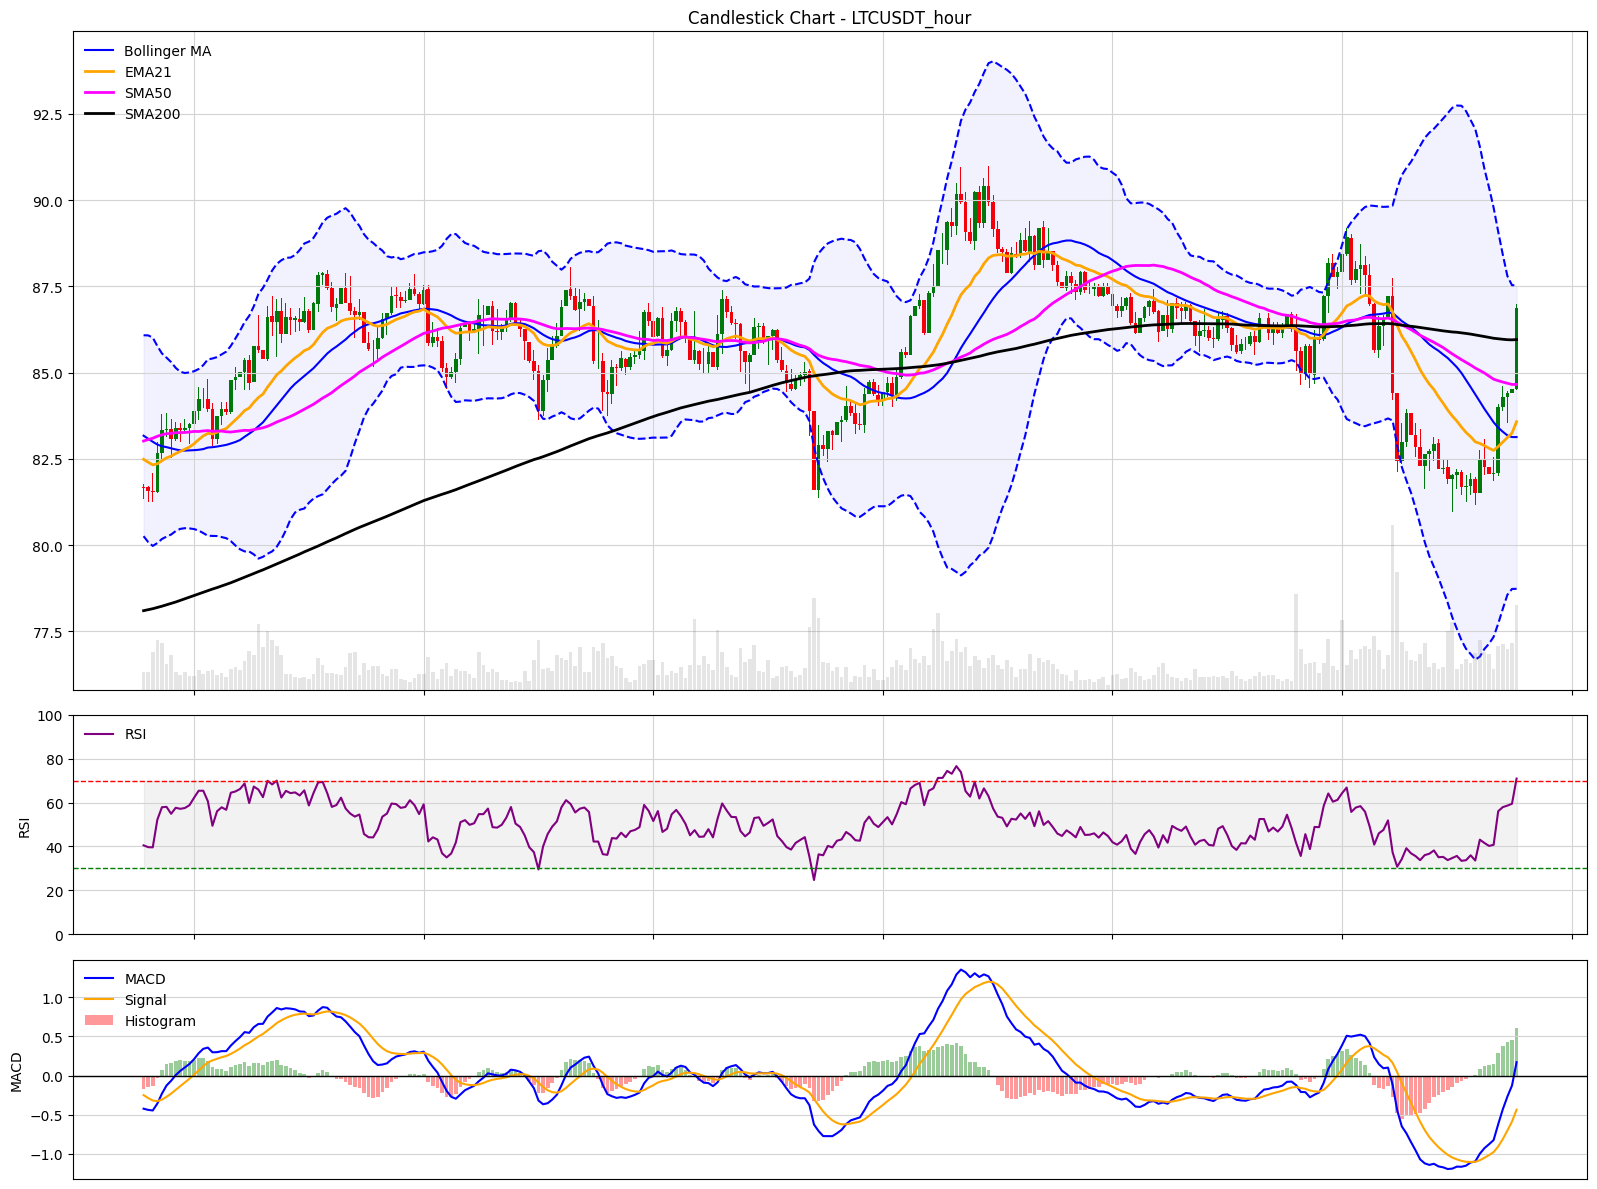 Candlestick Chart - LTCUSDT_hour
Bollinger MA
EMA21
SMA50
SMA200
92.5
90.0
87.5
85.0
82.5
80.0
77.5
RSI
100
80
60
40
20
0
RSI
MACD
Signal
Histogram
1.0
0.5
0.0
−0.5
−1.0
MACD